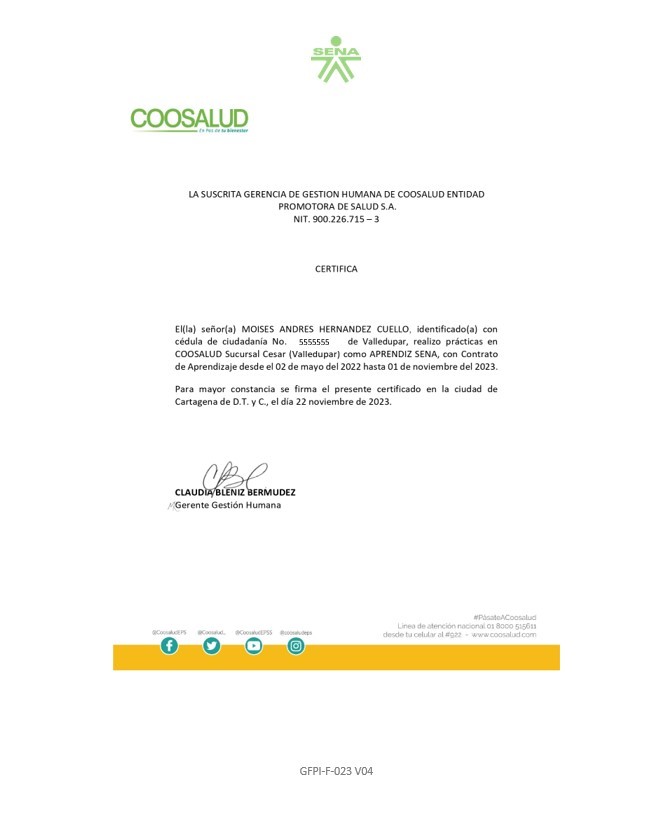 SENA
COOSALUD
En Pos de tu bienestar
LA SUSCRITA GERENCIA DE GESTION HUMANA DE COOSALUD ENTIDAD
PROMOTORA DE SALUD S.A.
NIT. 900.226.715 – 3
CERTIFICA
El(la) señor(a) MOISES ANDRES HERNANDEZ CUELLO, identificado(a) con
cédula de ciudadanía No. 5555555 de Valledupar, realizo prácticas en
COOSALUD Sucursal Cesar (Valledupar) como APRENDIZ SENA, con Contrato
de Aprendizaje desde el 02 de mayo del 2022 hasta 01 de noviembre del 2023.
Para mayor constancia se firma el presente certificado en la ciudad de
Cartagena de D.T. y C., el día 22 noviembre de 2023.
CLAUDIA BLENIZ BERMUDEZ
Gerente Gestión Humana
#PásateACoosalud
Línea de atención nacional 01 8000 515611
desde tu celular al #922 - www.coosalud.com
@CoosaludEPS @Coosalud_ @CoosaludEPSS @coosaludeps
GFPI-F-023 V04